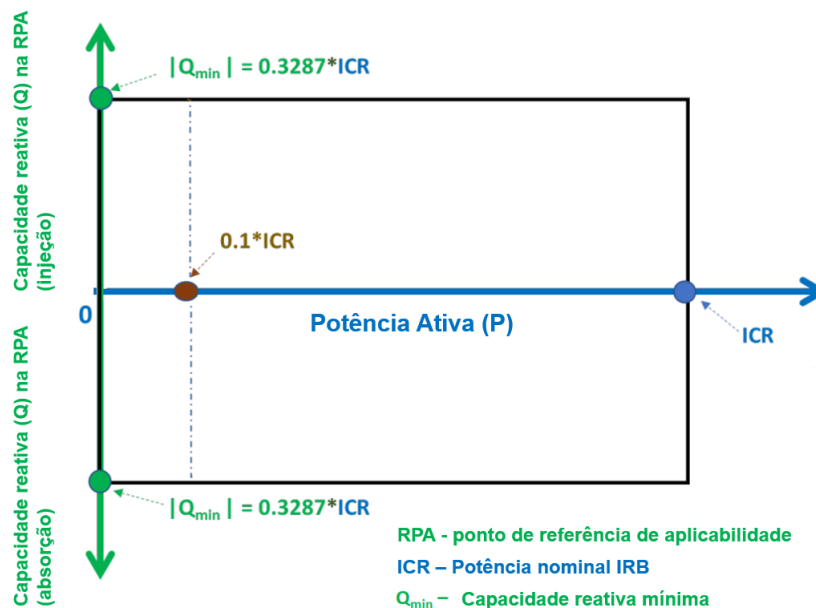 Capacidade reativa (Q) na RPA
(injeção)
|Qmin| = 0.3287*ICR
0.1*ICR
0
Potência Ativa (P)
ICR
Capacidade reativa (Q) na RPA
(absorção)
|Qmin| = 0.3287*ICR
RPA - ponto de referência de aplicabilidade
ICR – Potência nominal IRB
Qmin – Capacidade reativa mínima